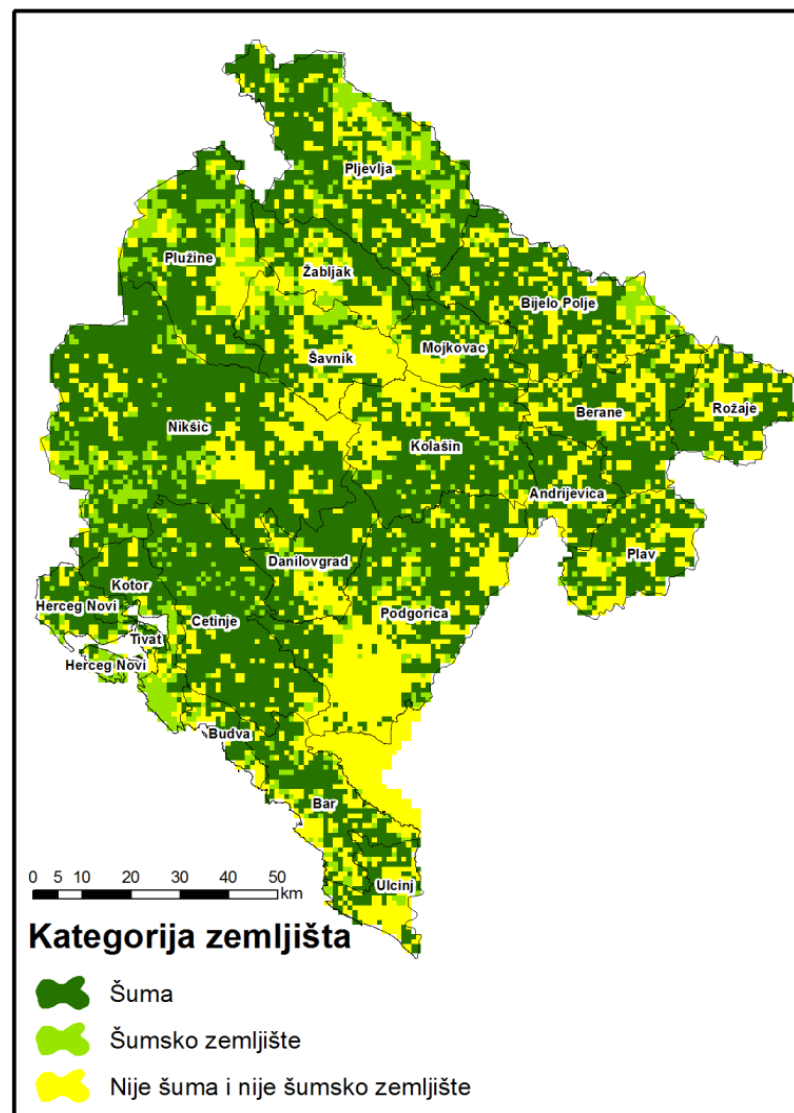 Pljevlja
Plužine
Žabljak
Bijelo Polje
Šavnik
Mojkovac
Berane
Rožaje
Nikšic
Kolašin
Andrijevica
Danilovgrad
Plav
Kotor
Herceg Novi
Podgorica
Cetinje
Tivat
Herceg Novi
Budva
Bar
Ulcinj
0 5 10 20 30 40 50
km
Kategorija zemljišta
Šuma
Šumsko zemljište
Nije šuma i nije šumsko zemljište